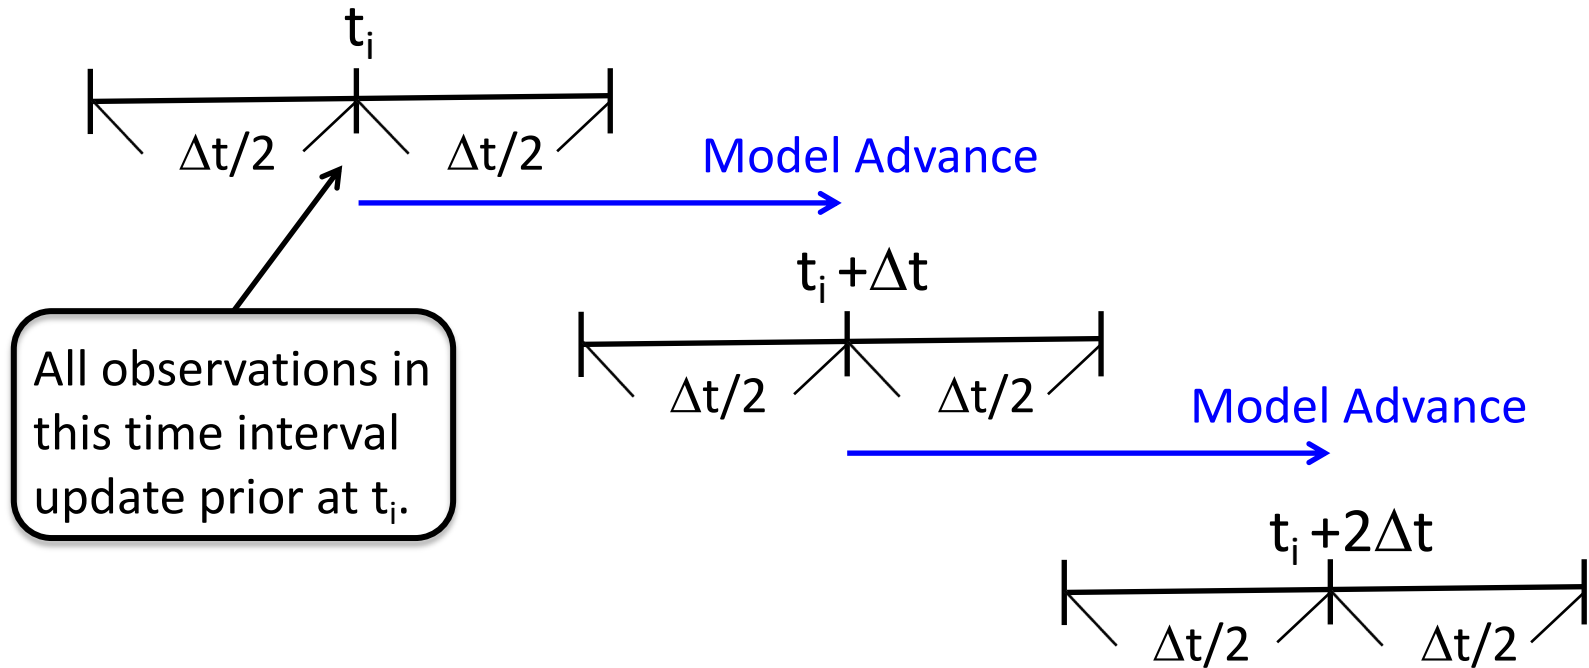 tᵢ
Δt/2 Δt/2
Model Advance
tᵢ +Δt
All observations in
this time interval
update prior at tᵢ.
Δt/2 Δt/2
Model Advance
tᵢ +2Δt
Δt/2 Δt/2